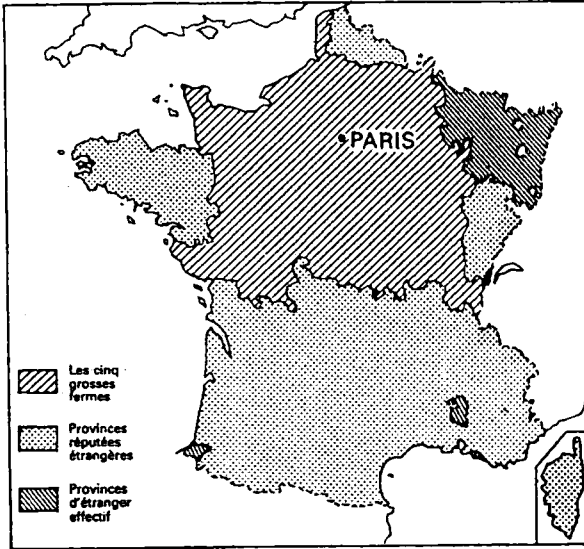 PARIS
Les cinq
grosses
fermes
Provinces
réputées
étrangères
Provinces
d'étranger
effectif